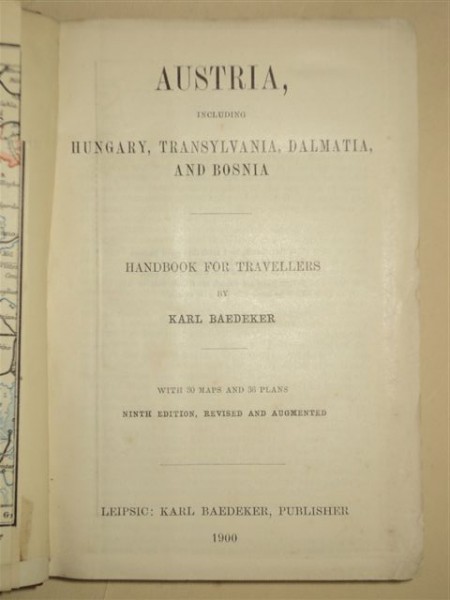 AUSTRIA,
INCLUDING
HUNGARY, TRANSYLVANIA, DALMATIA,
AND BOSNIA
HANDBOOK FOR TRAVELLERS
BY
KARL BAEDEKER
WITH 30 MAPS AND 36 PLANS
NINTH EDITION, REVISED AND AUGMENTED
LEIPSIC: KARL BAEDEKER, PUBLISHER
1900